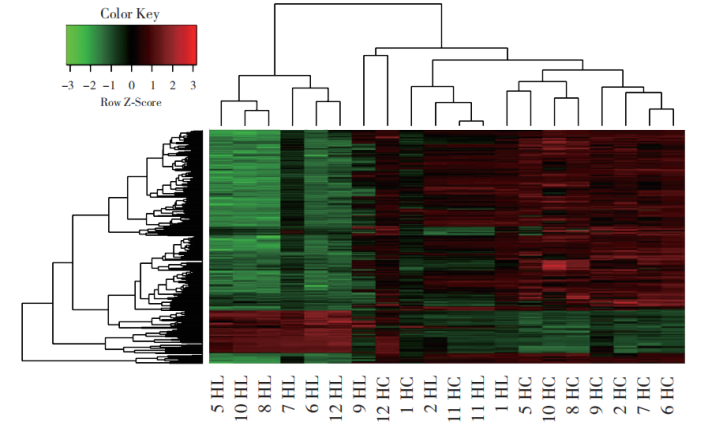 Color Key
−3 −2 −1 0 1 2 3
Row Z-Score
5 HL
10 HL
8 HL
7 HL
6 HL
12 HL
9 HL
12 HC
1 HC
2 HL
11 HC
11 HL
1 HL
5 HC
10 HC
8 HC
9 HC
2 HC
7 HC
6 HC